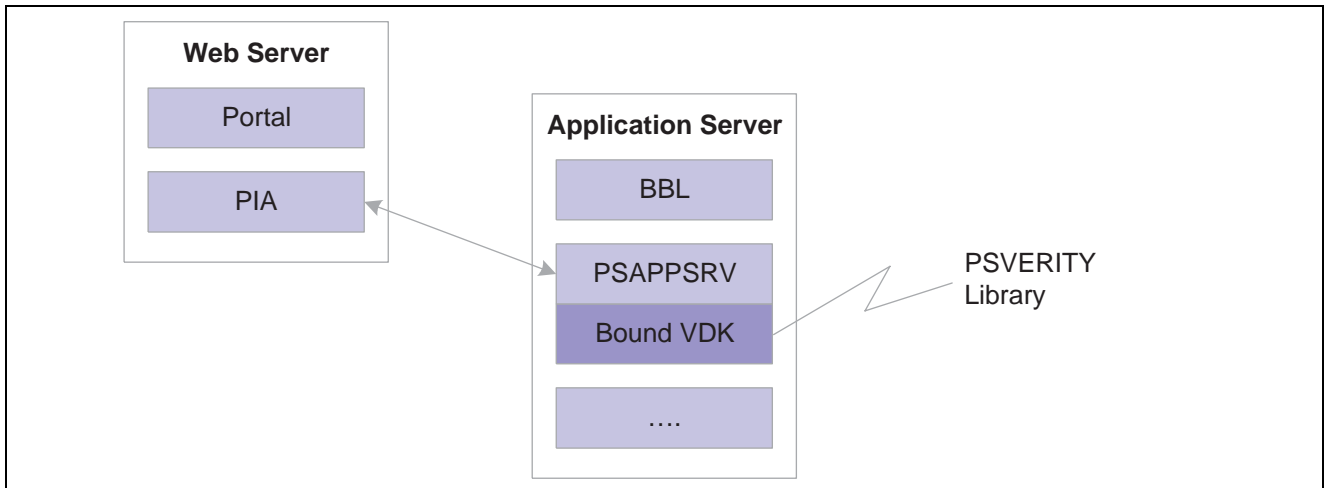 Web Server
Portal
PIA
Application Server
BBL
PSAPPSRV
Bound VDK
....
PSVERITY
Library